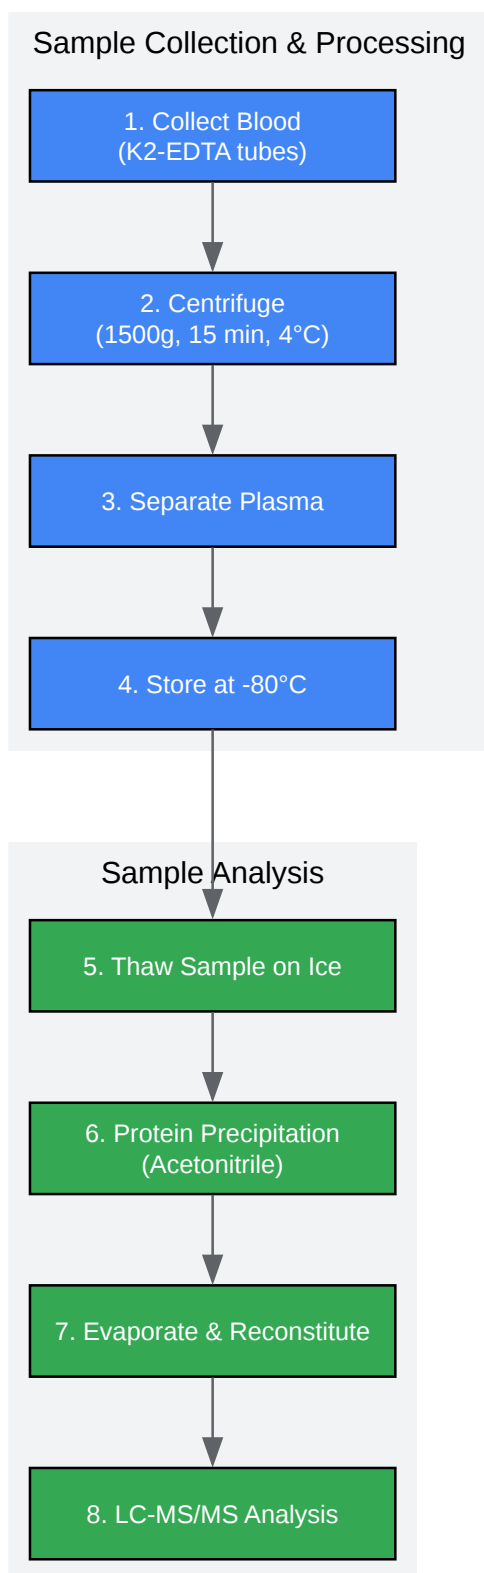 Sample Collection & Processing
1. Collect Blood
(K2-EDTA tubes)
2. Centrifuge
(1500g, 15 min, 4°C)
3. Separate Plasma
4. Store at -80°C
Sample Analysis
5. Thaw Sample on Ice
6. Protein Precipitation
(Acetonitrile)
7. Evaporate & Reconstitute
8. LC-MS/MS Analysis